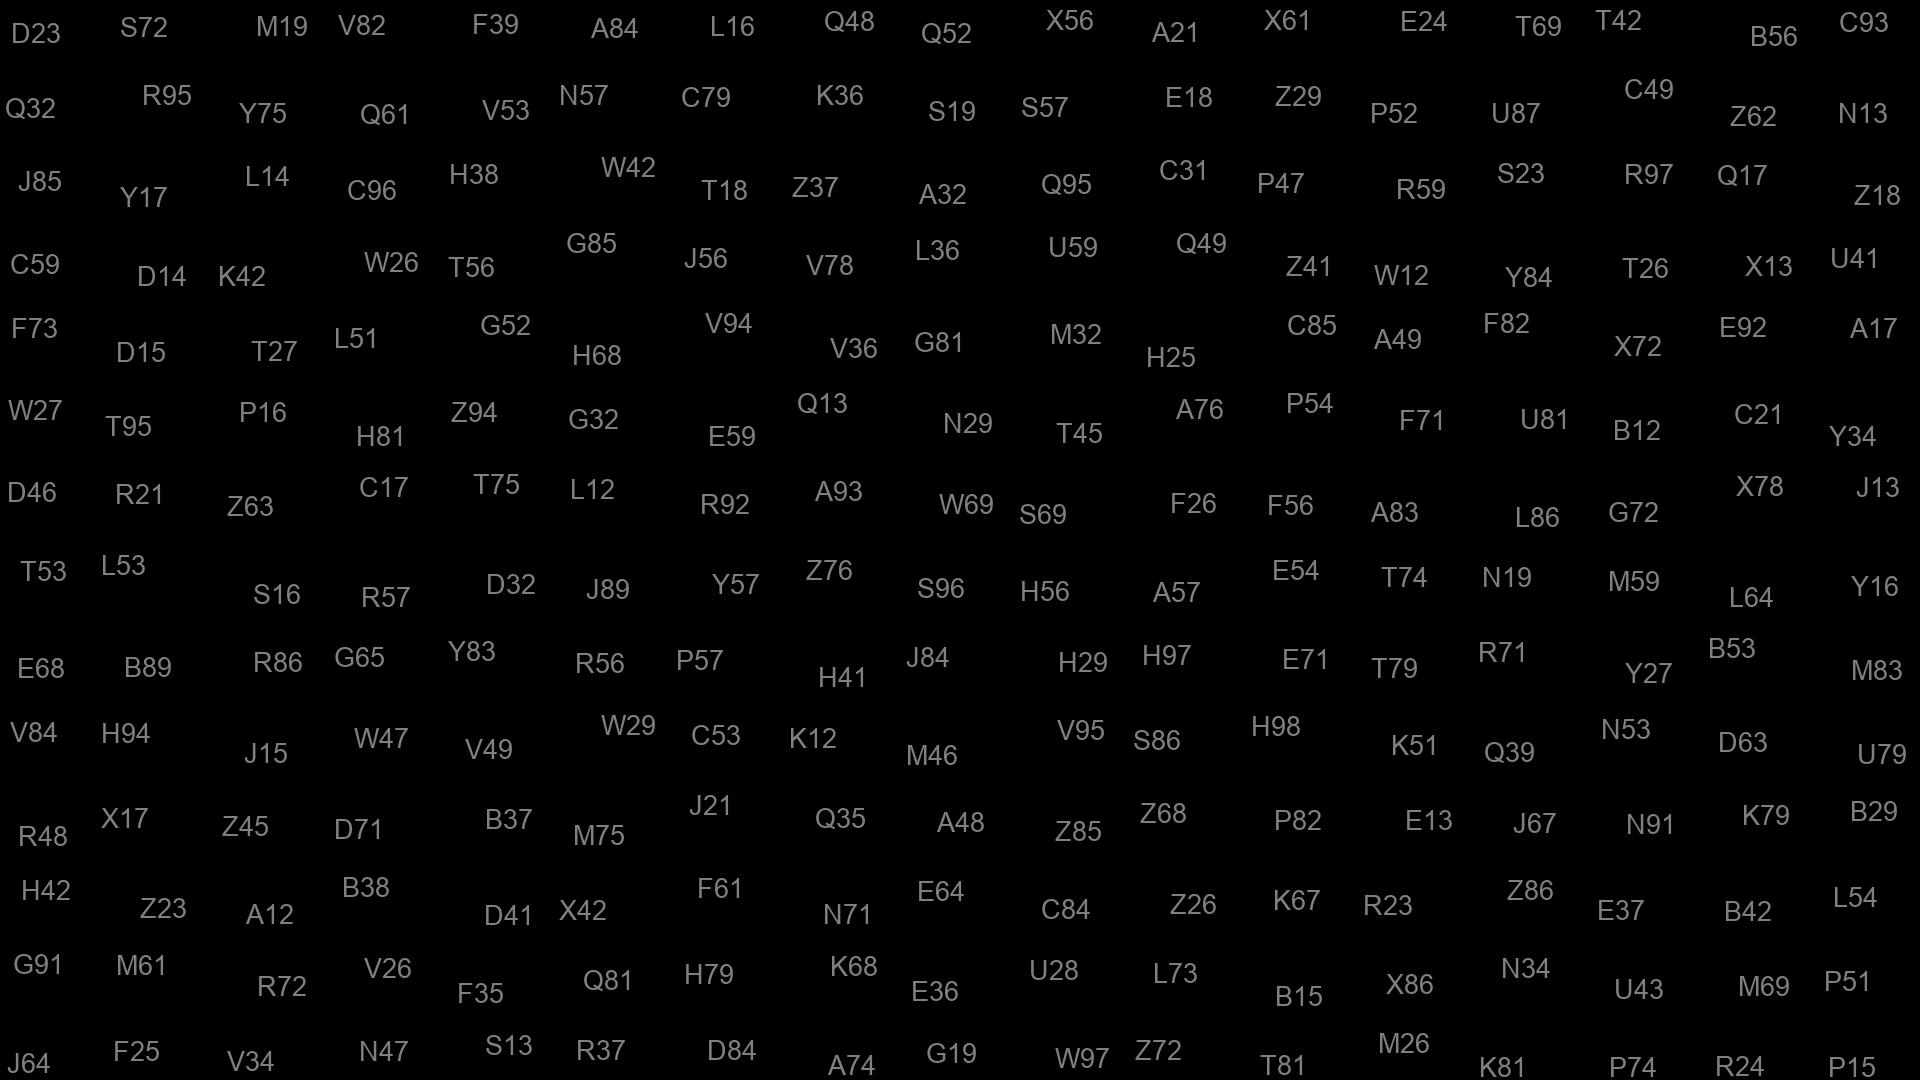 D23 S72 M19 V82 F39 A84 L16 Q48 Q52 X56 A21 X61 E24 T69 T42 B56 C93
Q32 R95 Y75 Q61 V53 N57 C79 K36 S19 S57 E18 Z29 P52 U87 C49 Z62 N13
J85 Y17 L14 C96 H38 W42 T18 Z37 A32 Q95 C31 P47 R59 S23 R97 Q17 Z18
C59 D14 K42 W26 T56 G85 J56 V78 L36 U59 Q49 Z41 W12 Y84 T26 X13 U41
F73 D15 T27 L51 G52 H68 V94 V36 G81 M32 H25 C85 A49 F82 X72 E92 A17
W27 T95 P16 H81 Z94 G32 E59 Q13 N29 T45 A76 P54 F71 U81 B12 C21 Y34
D46 R21 Z63 C17 T75 L12 R92 A93 W69 S69 F26 F56 A83 L86 G72 X78 J13
T53 L53 S16 R57 D32 J89 Y57 Z76 S96 H56 A57 E54 T74 N19 M59 L64 Y16
E68 B89 R86 G65 Y83 R56 P57 H41 J84 H29 H97 E71 T79 R71 Y27 B53 M83
V84 H94 J15 W47 V49 W29 C53 K12 M46 V95 S86 H98 K51 Q39 N53 D63 U79
R48 X17 Z45 D71 B37 M75 J21 Q35 A48 Z85 Z68 P82 E13 J67 N91 K79 B29
H42 Z23 A12 B38 D41 X42 F61 N71 E64 C84 Z26 K67 R23 Z86 E37 B42 L54
G91 M61 R72 V26 F35 Q81 H79 K68 E36 U28 L73 B15 X86 N34 U43 M69 P51
J64 F25 V34 N47 S13 R37 D84 A74 G19 W97 Z72 T81 M26 K81 P74 R24 P15